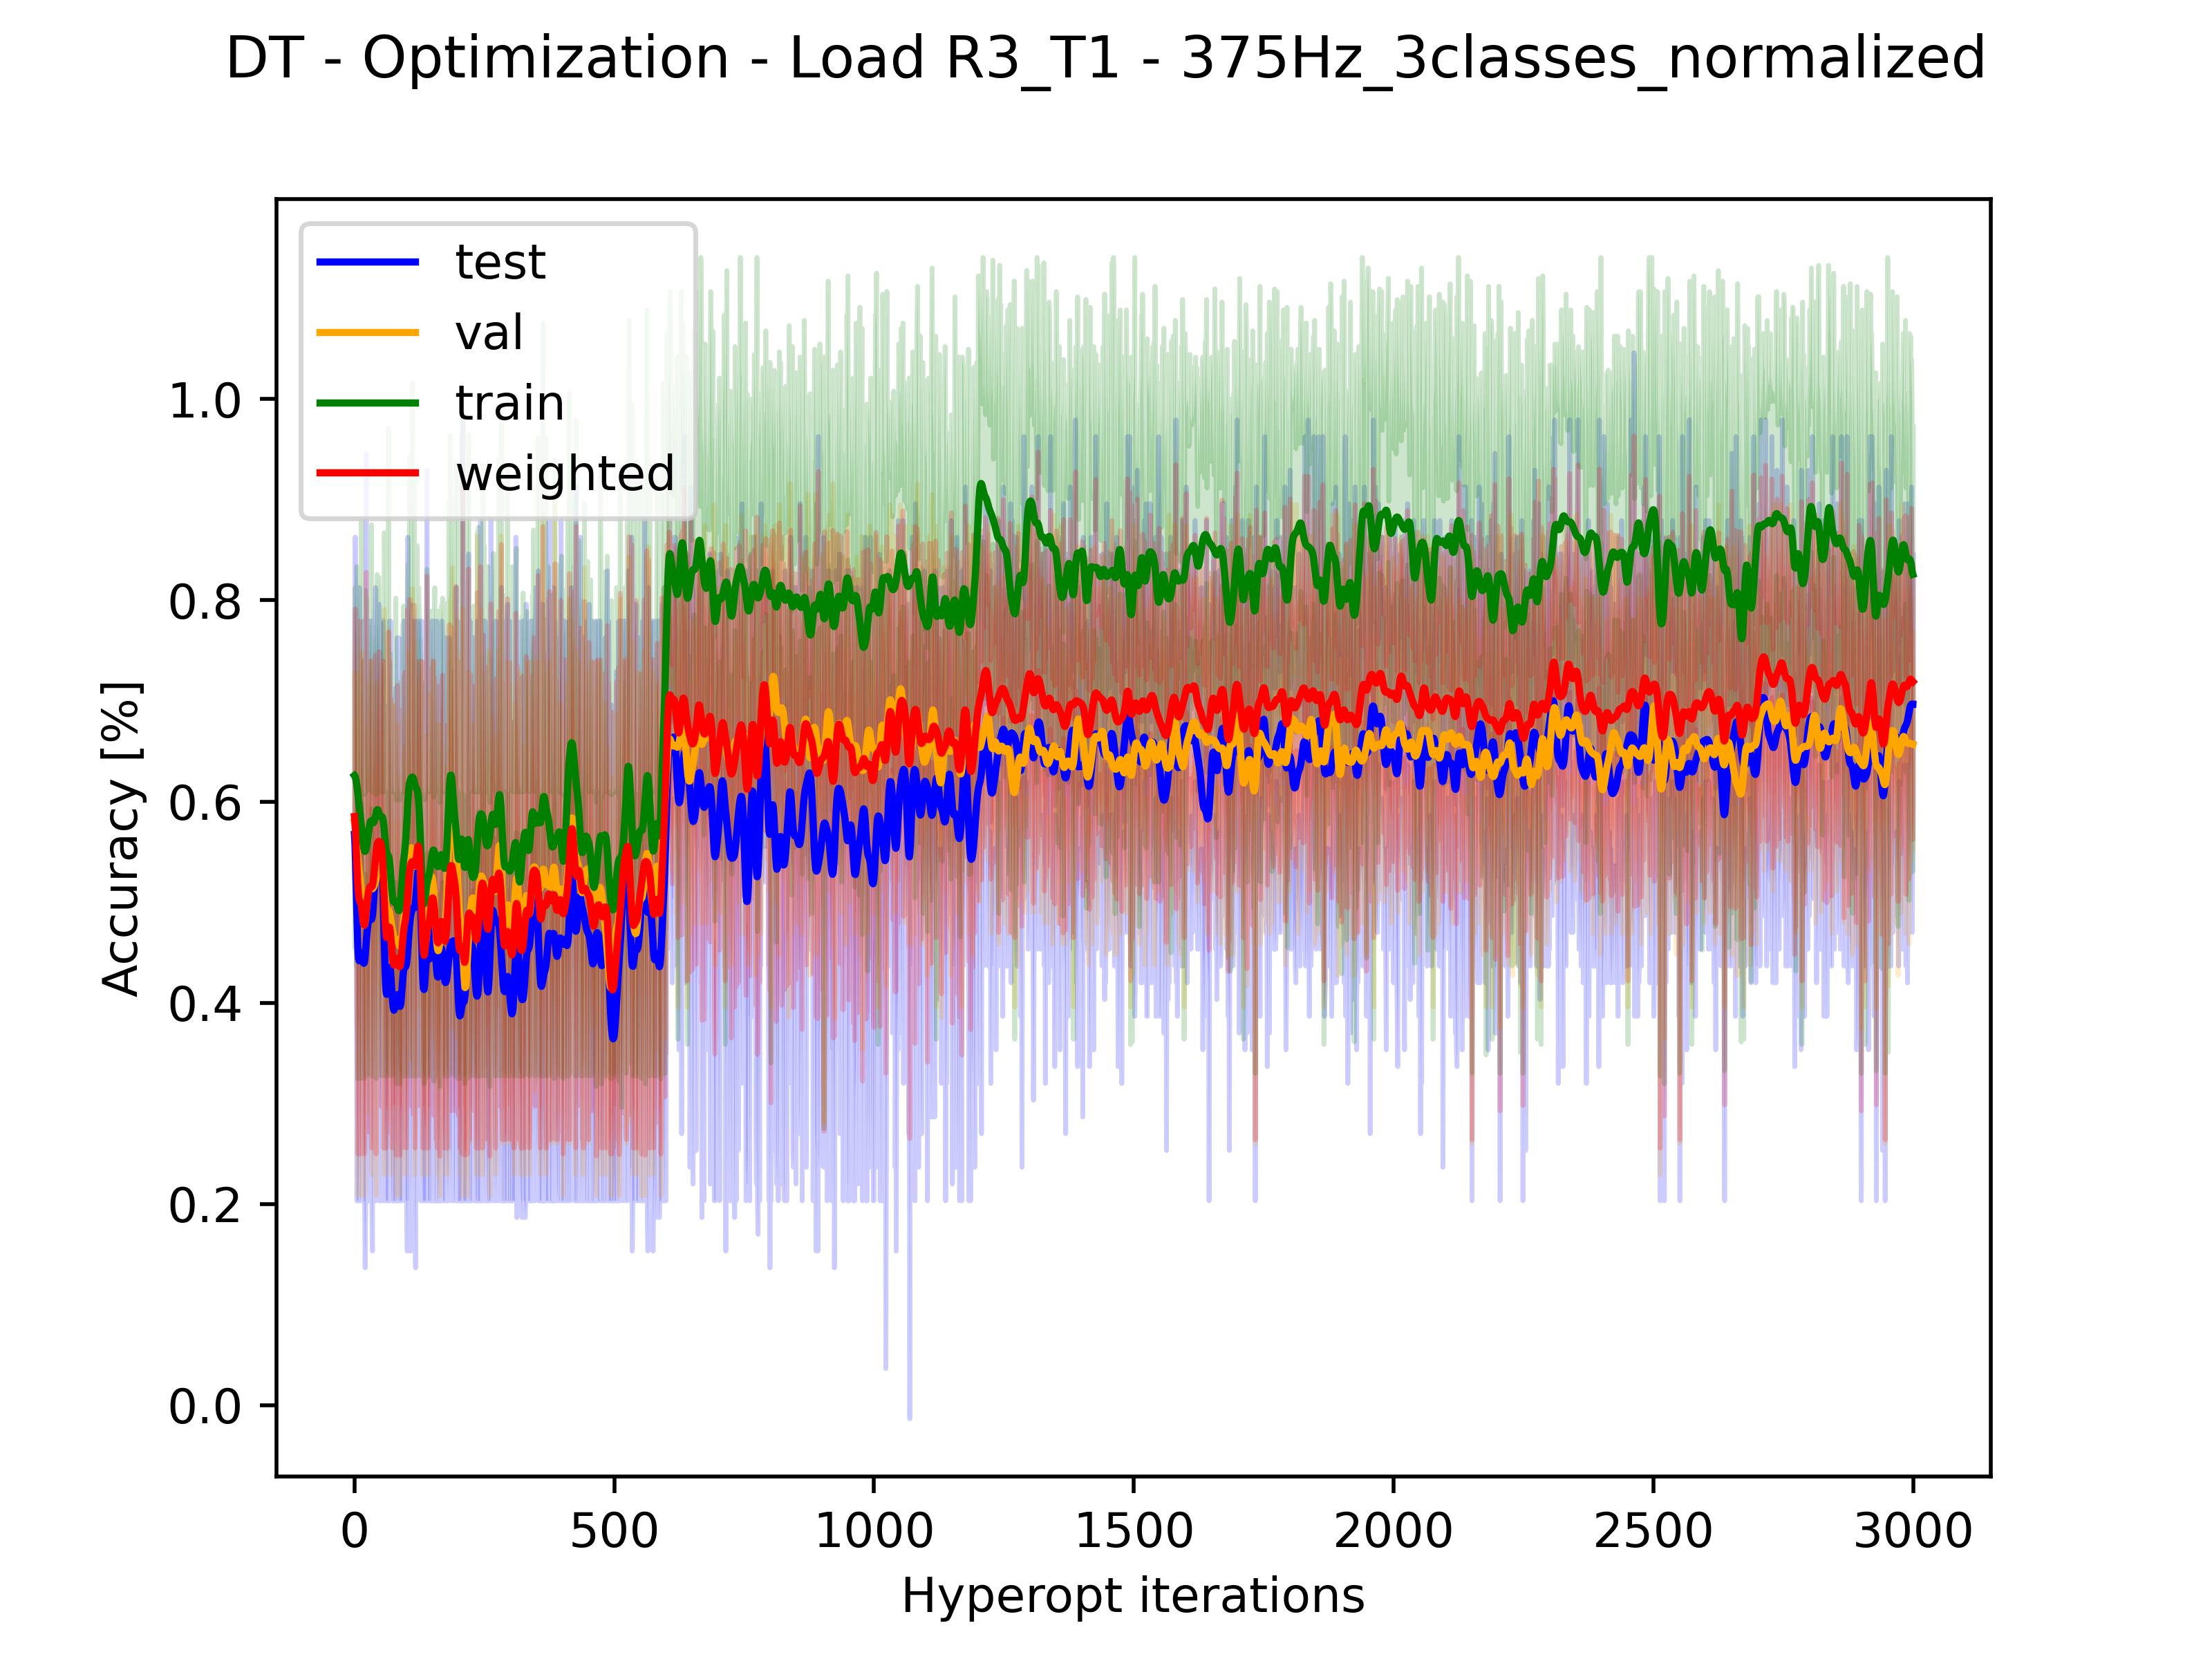 DT - Optimization - Load R3_T1 - 375Hz_3classes_normalized
test
val
train
weighted
Accuracy [%]
1.0
0.8
0.6
0.4
0.2
0.0
0 500 1000 1500 2000 2500 3000
Hyperopt iterations